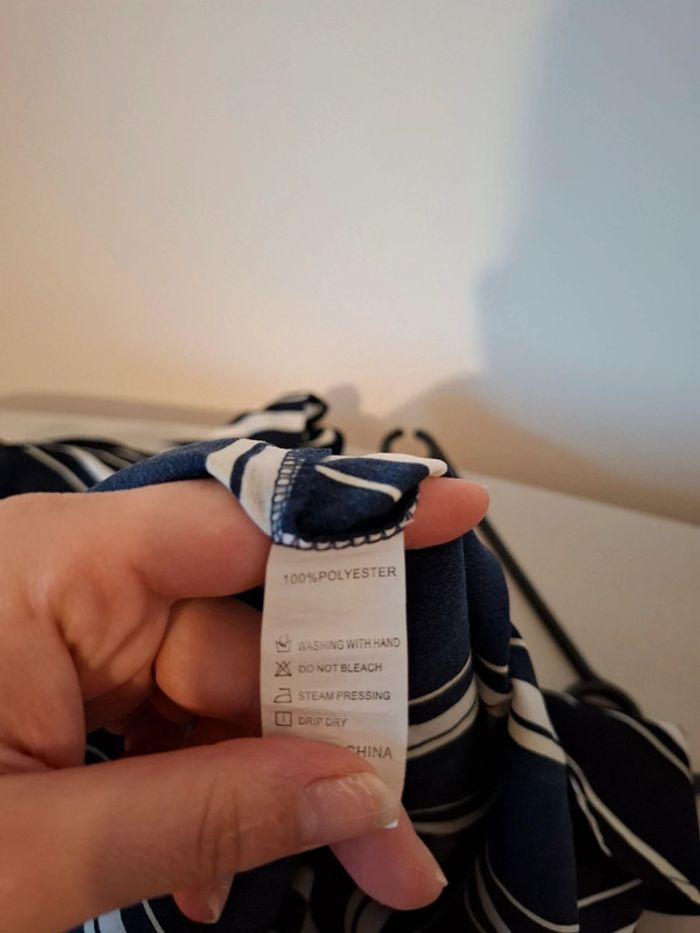 100%POLYESTER
WASHING WITH HAND
DO NOT BLEACH
STEAM PRESSING
DRIP DRY
CHINA